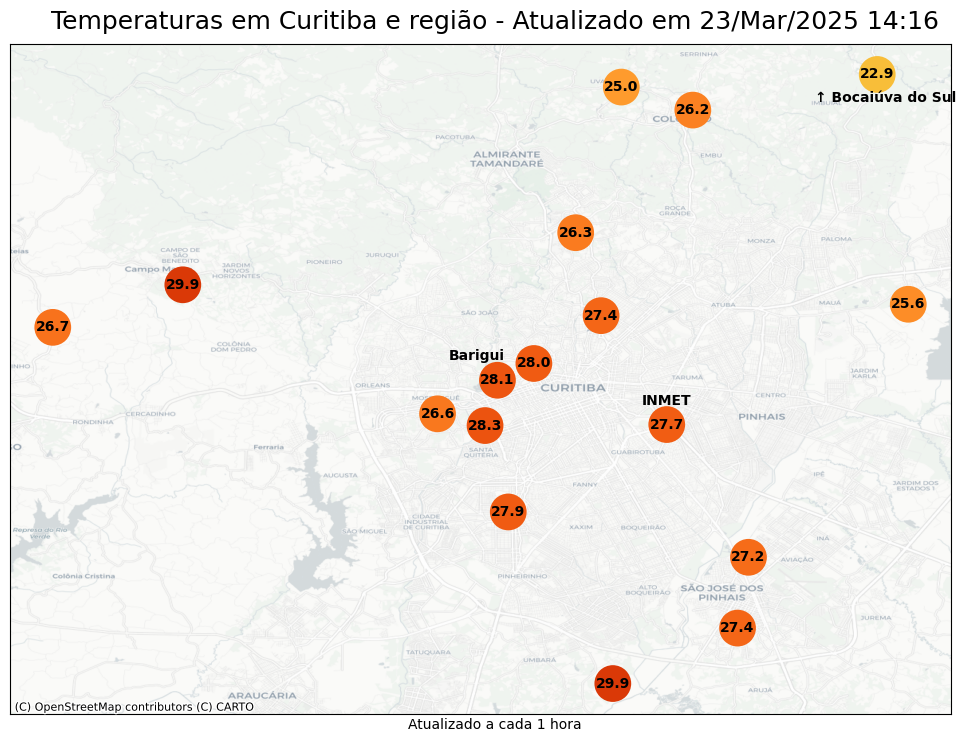 Temperaturas em Curitiba e região - Atualizado em 23/Mar/2025 14:16
SERRINHA
22.9
25.0
↑ Bocaiúva do Sul
26.2
PACOTUBA
ALMIRANTE
TAMANDARÉ
EMBU
ROÇA
GRANDE
26.3
MONZA
PALOMA
CAMPO DE
SÃO
BENEDITO
JURUQUI
PIONEIRO
JARDIM
NOVOS
HORIZONTES
29.9
25.6
MAUÁ
ATUBA
SÃO JOÃO
27.4
26.7
COLÔNIA
DOM PEDRO
Barigui
28.0
JARDIM
KARLA
TARUMÃ
28.1
ORLEANS
CURITIBA
CENTRO
INMET
26.6
CERCADINHO
PINHAIS
RONDINHA
28.3
27.7
Ferraria
SANTA
QUITÉRIA
GUABIROTUBA
AUGUSTA
IPÊ
FANNY
JARDIM DOS
ESTADOS I
27.9
CIDADE
INDUSTRIAL
DE CURITIBA
XAXIM
BOQUEIRÃO
SÃO MIGUEL
Represa do Rio
Verde
INÁ
27.2
AVIAÇÃO
Colônia Cristina
PINHEIRINHO
ALTO
BOQUEIRÃO
SÃO JOSÉ DOS
PINHAIS
JUREMA
27.4
TATUQUARA
UMBARÁ
29.9
ARUJÁ
ARAUCÁRIA
(C) OpenStreetMap contributors (C) CARTO
Atualizado a cada 1 hora